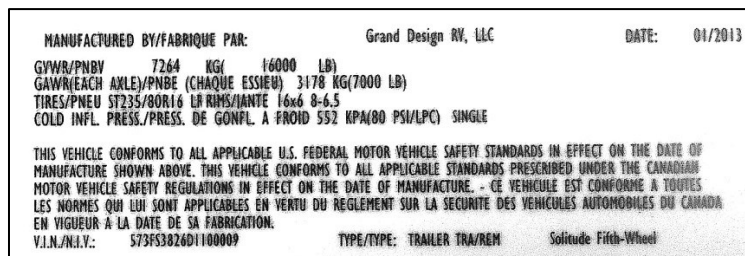 MANUFACTURED BY/FABRIQUE PAR: Grand Design RV, LLC DATE: 01/2013
GVWR/PNBV 7264 KG( 16000 LB)
GAWR(EACH AXLE)/PNBE (CHAQUE ESSIEU) 3178 KG(7000 LB)
TIRES/PNEU ST235/80R16 LR RIMS/JANTE 16x6 8-6.5
COLD INFL. PRESS./PRESS. DE GONFL. A FROID 552 KPA(80 PSI/LPC) SINGLE
THIS VEHICLE CONFORMS TO ALL APPLICABLE U.S. FEDERAL MOTOR VEHICLE SAFETY STANDARDS IN EFFECT ON THE DATE OF
MANUFACTURE SHOWN ABOVE. THIS VEHICLE CONFORMS TO ALL APPLICABLE STANDARDS PRESCRIBED UNDER THE CANADIAN
MOTOR VEHICLE SAFETY REGULATIONS IN EFFECT ON THE DATE OF MANUFACTURE. - CE VEHICULE EST CONFORME A TOUTES
LES NORMES QUI LUI SONT APPLICABLES EN VERTU DU REGLEMENT SUR LA SECURITE DES VEHICULES AUTOMOBILES DU CANADA
EN VIGUEUR A LA DATE DE SA FABRICATION.
V.I.N./N.I.V.: 573FS3826D1100009 TYPE/TYPE: TRAILER TRA/REM Solitude Fifth-Wheel